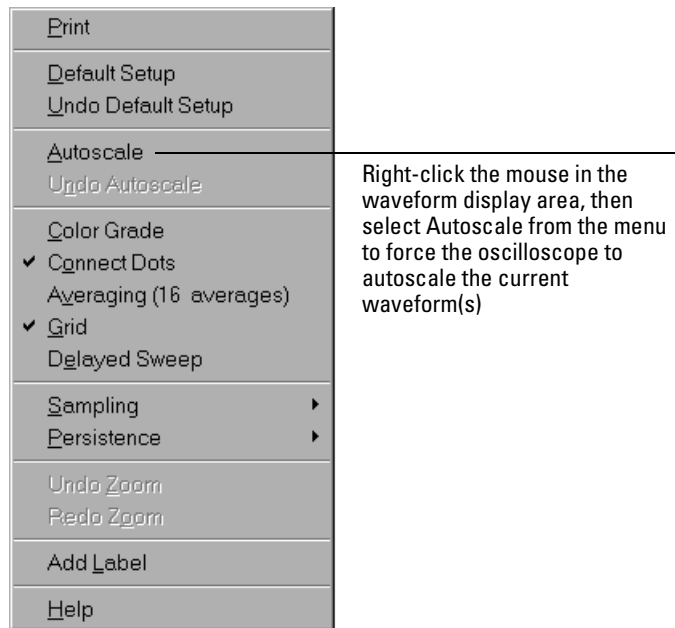 Print
Default Setup
Undo Default Setup
Autoscale
Undo Autoscale
Color Grade
Connect Dots
Averaging (16 averages)
Grid
Delayed Sweep
Sampling
Persistence
Undo Zoom
Redo Zoom
Add Label
Help
Right-click the mouse in the
waveform display area, then
select Autoscale from the menu
to force the oscilloscope to
autoscale the current
waveform(s)